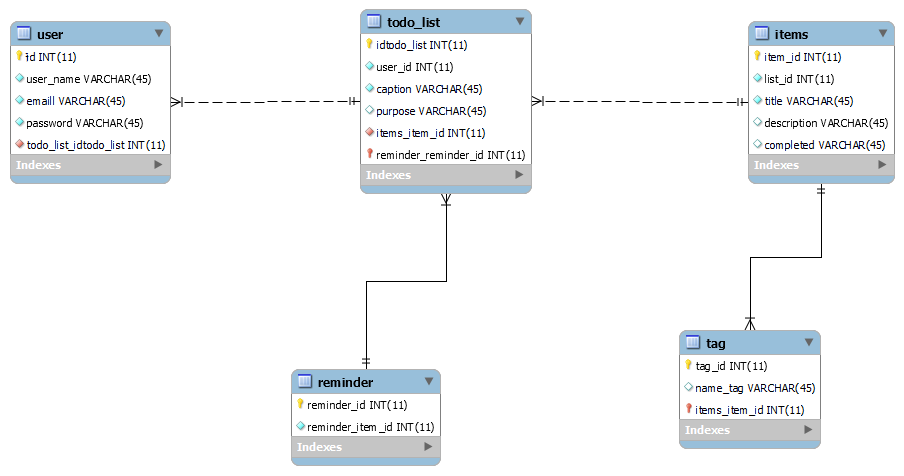 user
id INT(11)
user_name VARCHAR(45)
emaill VARCHAR(45)
password VARCHAR(45)
todo_list_idtodo_list INT(11)
Indexes
todo_list
idtodo_list INT(11)
user_id INT(11)
caption VARCHAR(45)
purpose VARCHAR(45)
items_item_id INT(11)
reminder_reminder_id INT(11)
Indexes
items
item_id INT(11)
list_id INT(11)
title VARCHAR(45)
description VARCHAR(45)
completed VARCHAR(45)
Indexes
reminder
reminder_id INT(11)
reminder_item_id INT(11)
Indexes
tag
tag_id INT(11)
name_tag VARCHAR(45)
items_item_id INT(11)
Indexes